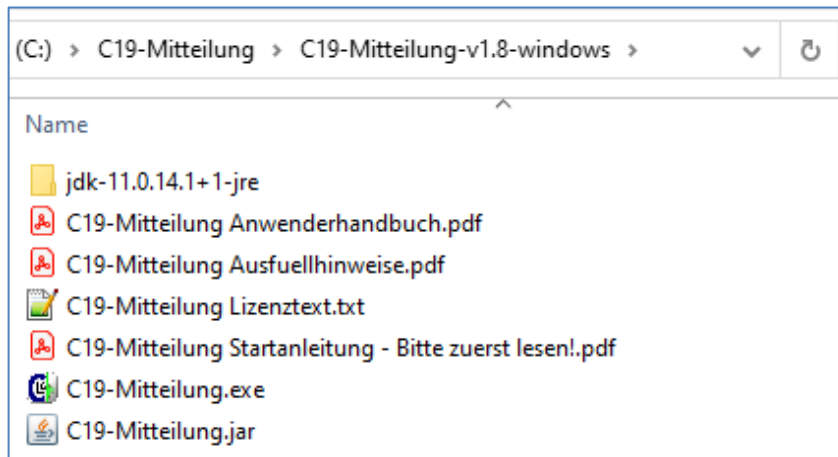 (C:) > C19-Mitteilung > C19-Mitteilung-v1.8-windows >
Name
jdk-11.0.14.1+1-jre
C19-Mitteilung Anwenderhandbuch.pdf
C19-Mitteilung Ausfuellhinweise.pdf
C19-Mitteilung Lizenztext.txt
C19-Mitteilung Startanleitung - Bitte zuerst lesen!.pdf
C19-Mitteilung.exe
C19-Mitteilung.jar